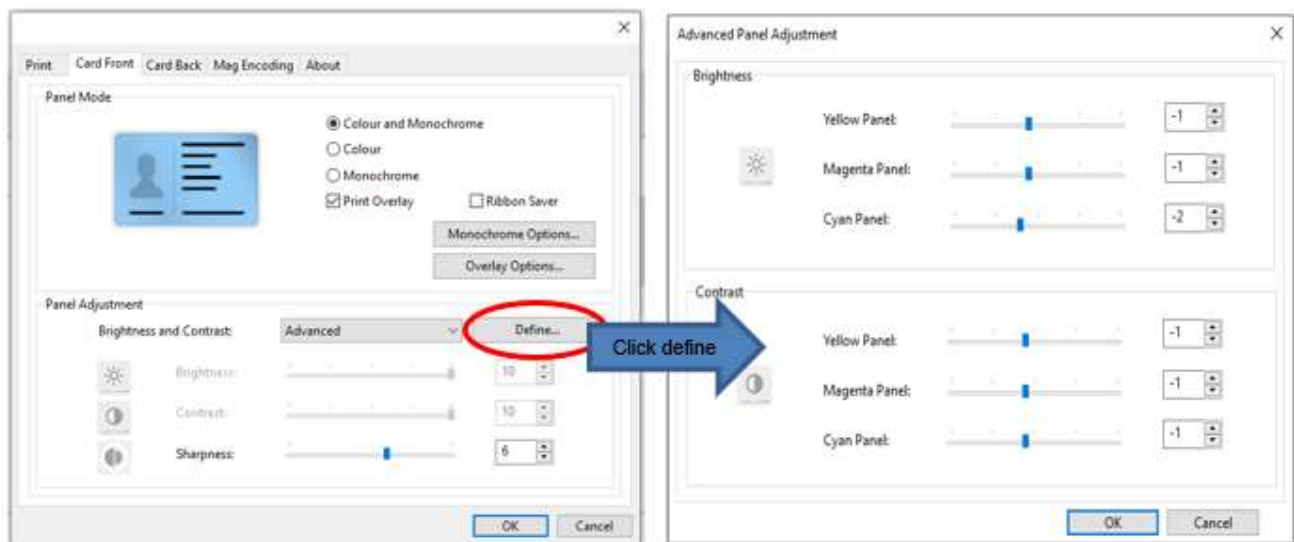 Print Card Front Card Back Mag Encoding About
Panel Mode
Colour and Monochrome
Colour
Monochrome
Print Overlay Ribbon Saver
Monochrome Options...
Overlay Options...
Panel Adjustment
Brightness and Contrast: Advanced Define...
Brightness: 10
Contrast: 10
Sharpness: 6
OK Cancel
Click define
Advanced Panel Adjustment
Brightness
Yellow Panel: -1
Magenta Panel: -1
Cyan Panel: -2
Contrast
Yellow Panel: -1
Magenta Panel: -1
Cyan Panel: -1
OK Cancel